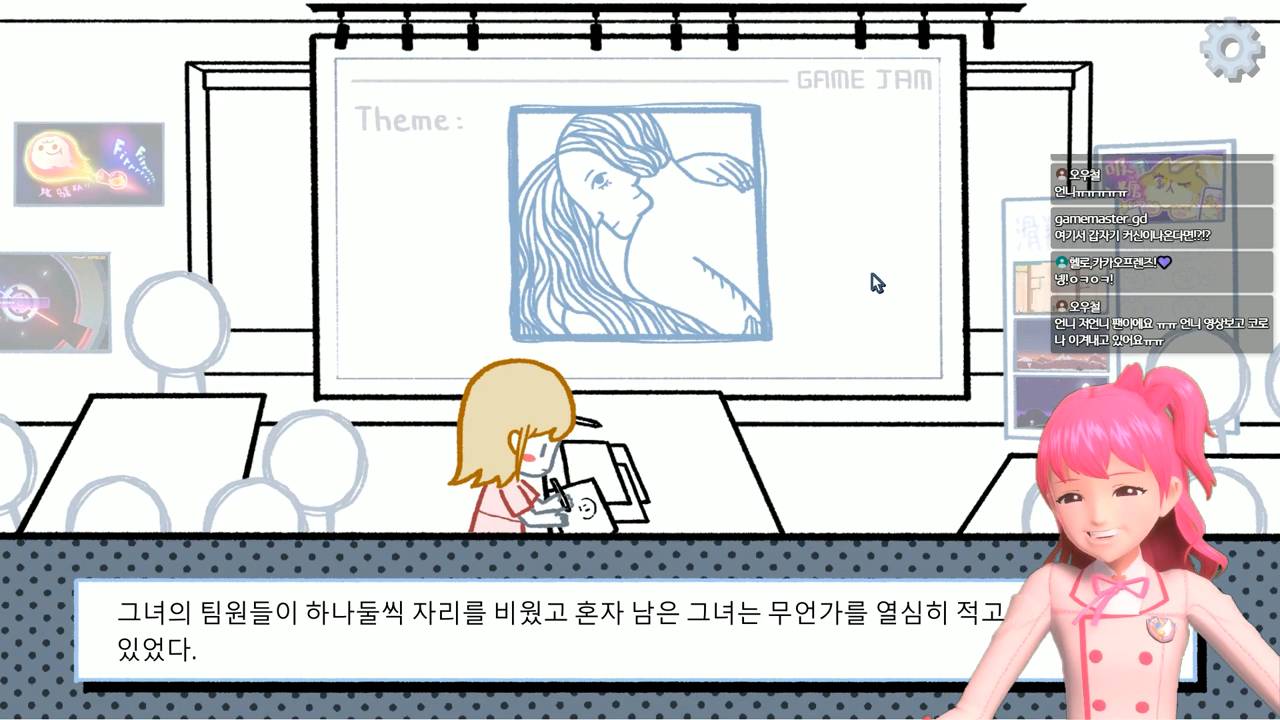 GAME JAM
Theme:
오우철
언니ㅠㅠㅠㅠㅠㅠ
gamemaster_gd
여기서 갑자기 커신이나온다면!?!?
헬로,카카오프렌즈!💜
넹!ㅇㅋㅇㅋ!
오우철
언니 저언니 팬이에요 ㅠㅠ 언니 영상보고 코로
나 이겨내고 있어요ㅠㅠ
그녀의 팀원들이 하나둘씩 자리를 비웠고 혼자 남은 그녀는 무언가를 열심히 적고
있었다.